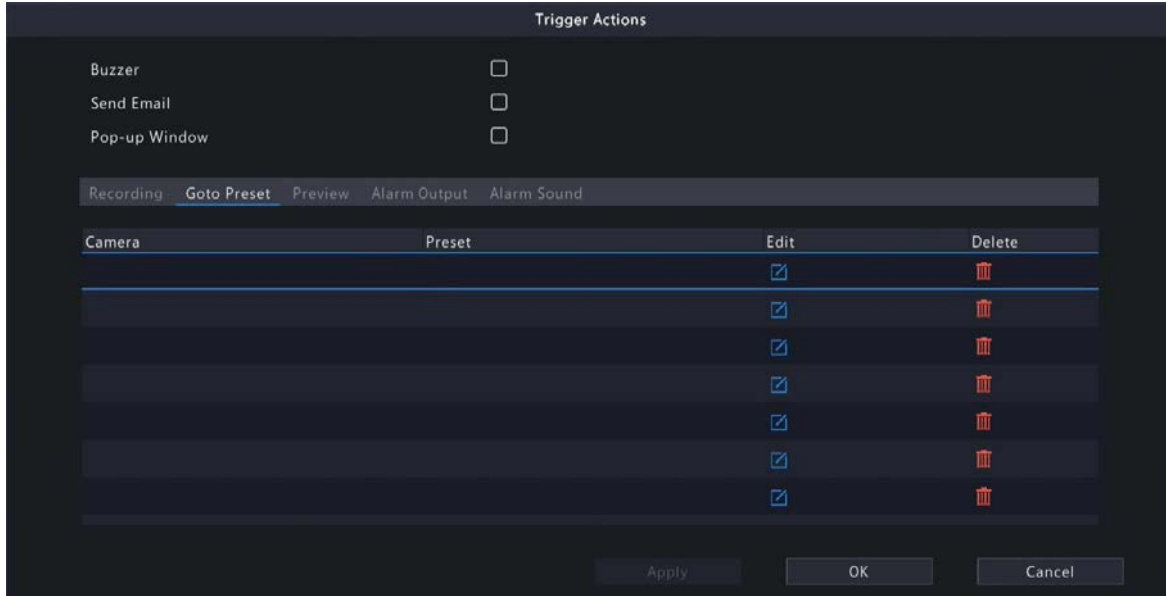 Trigger Actions
Buzzer
Send Email
Pop-up Window
Recording Goto Preset Preview Alarm Output Alarm Sound
Camera Preset Edit Delete
Apply OK Cancel